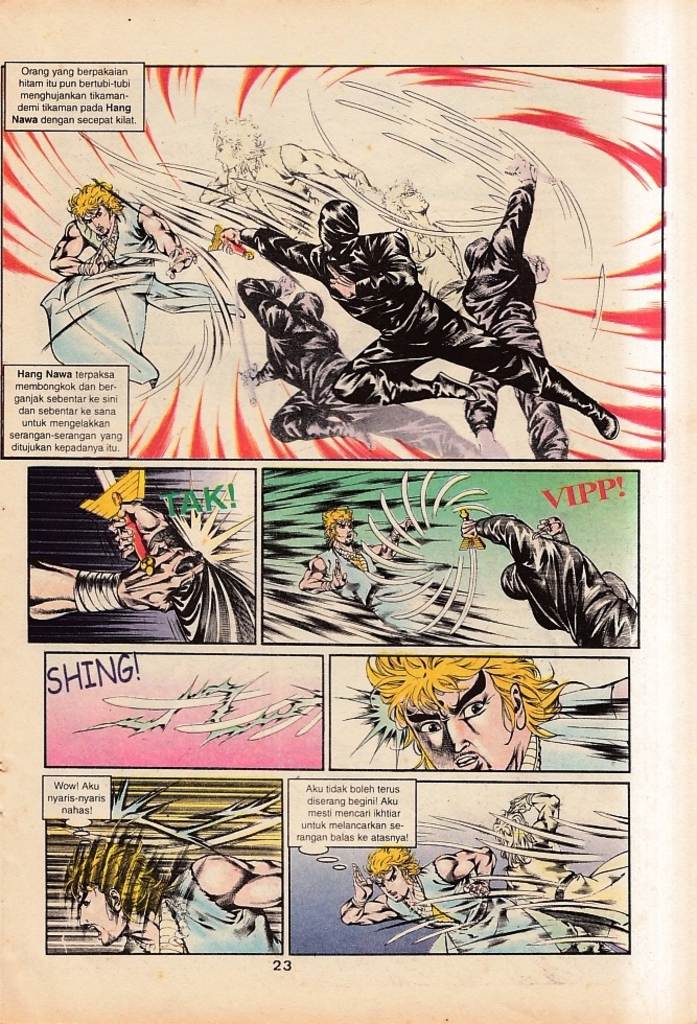 Orang yang berpakaian
hitam itu pun bertubi-tubi
menghujankan tikaman-
demi tikaman pada Hang
Nawa dengan secepat kilat.
Hang Nawa terpaksa
membongkok dan ber-
ganjak sebentar ke sini
dan sebentar ke sana
untuk mengelakkan
serangan-serangan yang
ditujukan kepadanya itu.
TAK!
VIPP!
SHING!
Wow! Aku
nyaris-nyaris
nahas!
Aku tidak boleh terus
diserang begini! Aku
mesti mencari ikhtiar
untuk melancarkan se-
rangan balas ke atasnya!
23